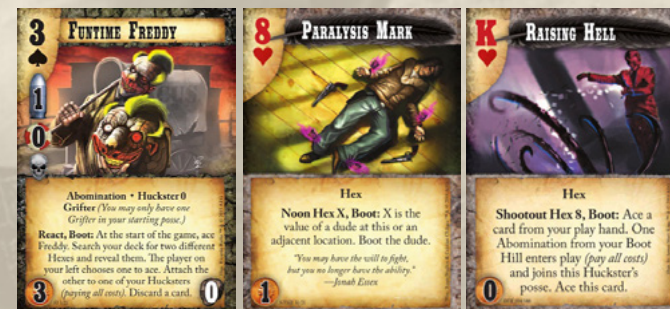 3
FUNTIME FREDDY
1
0
Abomination • Huckster 0
Grifter (You may only have one
Grifter in your starting posse.)
React, Boot: At the start of the game, ace
Freddy. Search your deck for two different
Hexes and reveal them. The player on
your left chooses one to ace. Attach the
other to one of your Hucksters
(paying all costs). Discard a card.
3
0
8
PARALYSIS MARK
Hex
Noon Hex X, Boot: X is the
value of a dude at this or an
adjacent location. Boot the dude.
"You may have the will to fight,
but you no longer have the ability."
—Jonah Essex
1
K
RAISING HELL
Hex
Shootout Hex 8, Boot: Ace a
card from your play hand. One
Abomination from your Boot
Hill enters play (pay all costs)
and joins this Huckster's
posse. Ace this card.
0